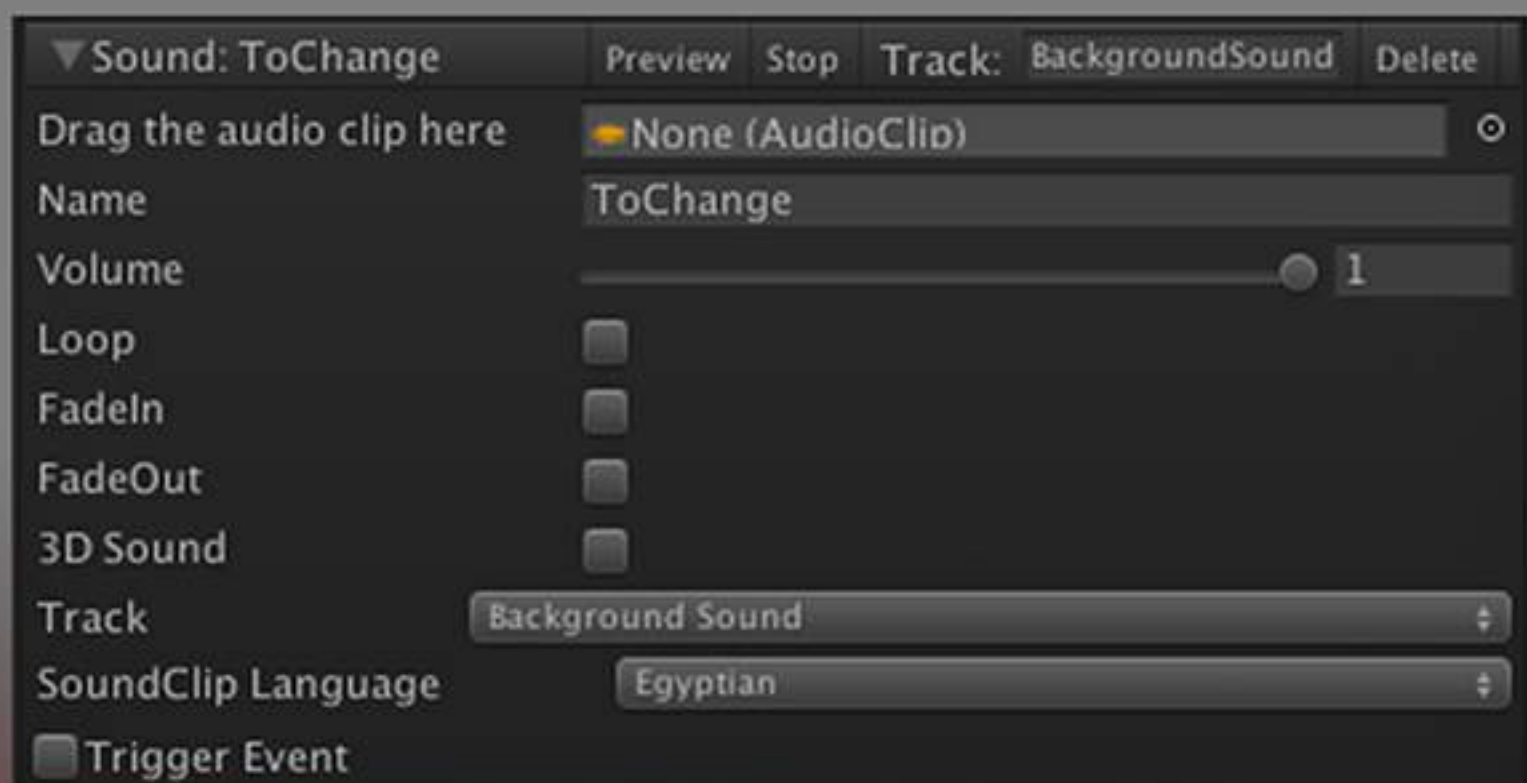 Sound: ToChange Preview Stop Track: BackgroundSound Delete
Drag the audio clip here None (AudioClip)
Name ToChange
Volume 1
Loop
FadeIn
FadeOut
3D Sound
Track Background Sound
SoundClip Language Egyptian
Trigger Event